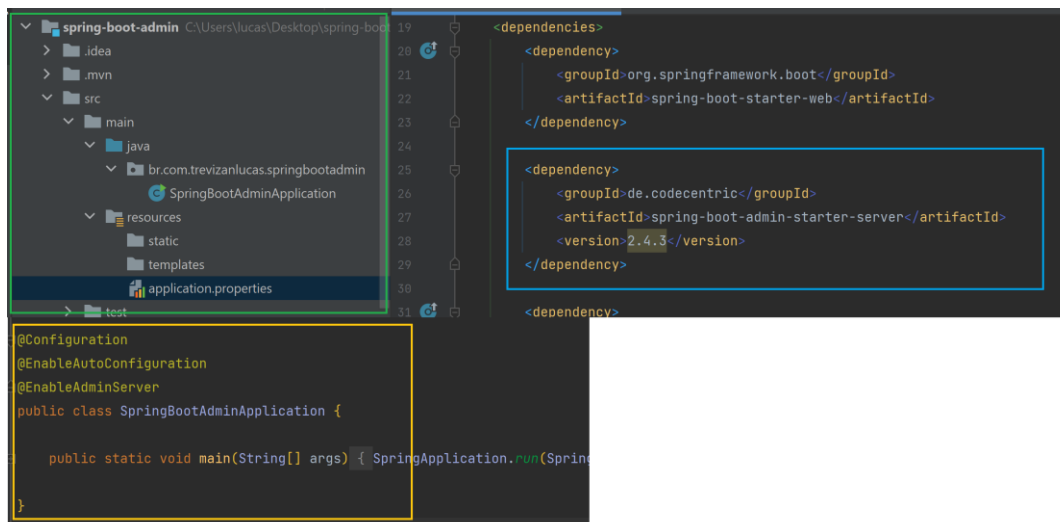 spring-boot-admin C:\Users\lucas\Desktop\spring-boot
.idea
.mvn
src
main
java
br.com.trevizanlucas.springbootadmin
SpringBootAdminApplication
resources
static
templates
application.properties
test
19 <dependencies>
20 <dependency>
21 <groupId>org.springframework.boot</groupId>
22 <artifactId>spring-boot-starter-web</artifactId>
23 </dependency>
24
25 <dependency>
26 <groupId>de.codecentric</groupId>
27 <artifactId>spring-boot-admin-starter-server</artifactId>
28 <version>2.4.3</version>
29 </dependency>
30
31 <dependency>
@Configuration
@EnableAutoConfiguration
@EnableAdminServer
public class SpringBootAdminApplication {
public static void main(String[] args) { SpringApplication.run(Spring
}